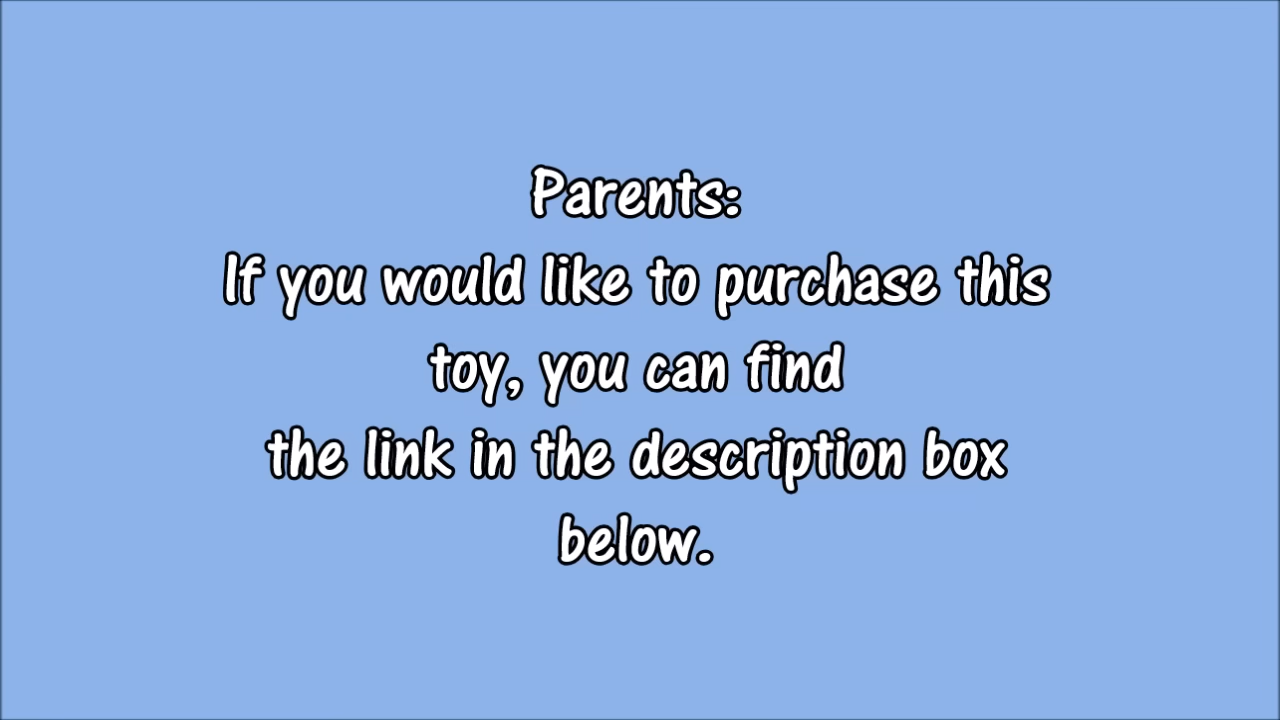 Parents:
If you would like to purchase this
toy, you can find
the link in the description box
below.